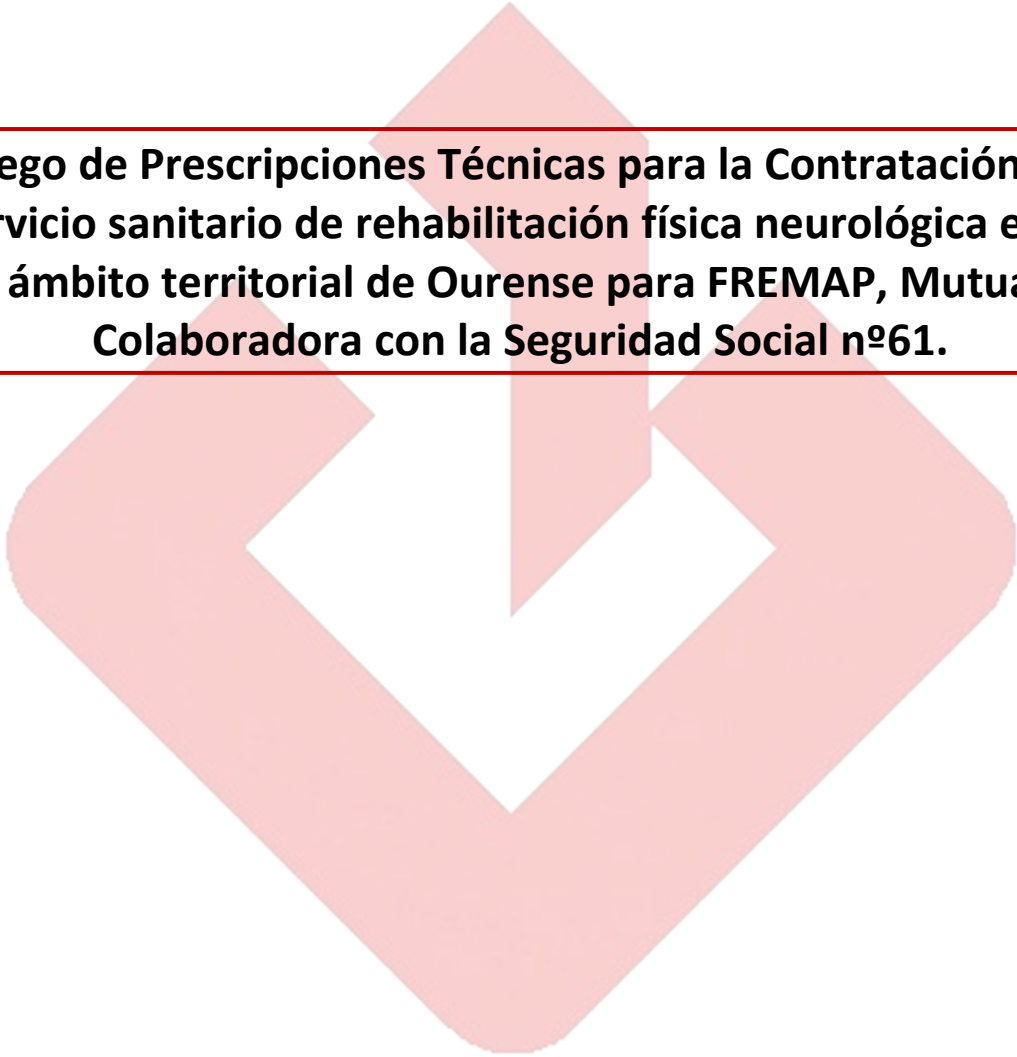 ego de Prescripciones Técnicas para la Contratación
rvicio sanitario de rehabilitación física neurológica e
ámbito territorial de Ourense para FREMAP, Mutua
Colaboradora con la Seguridad Social nº61.